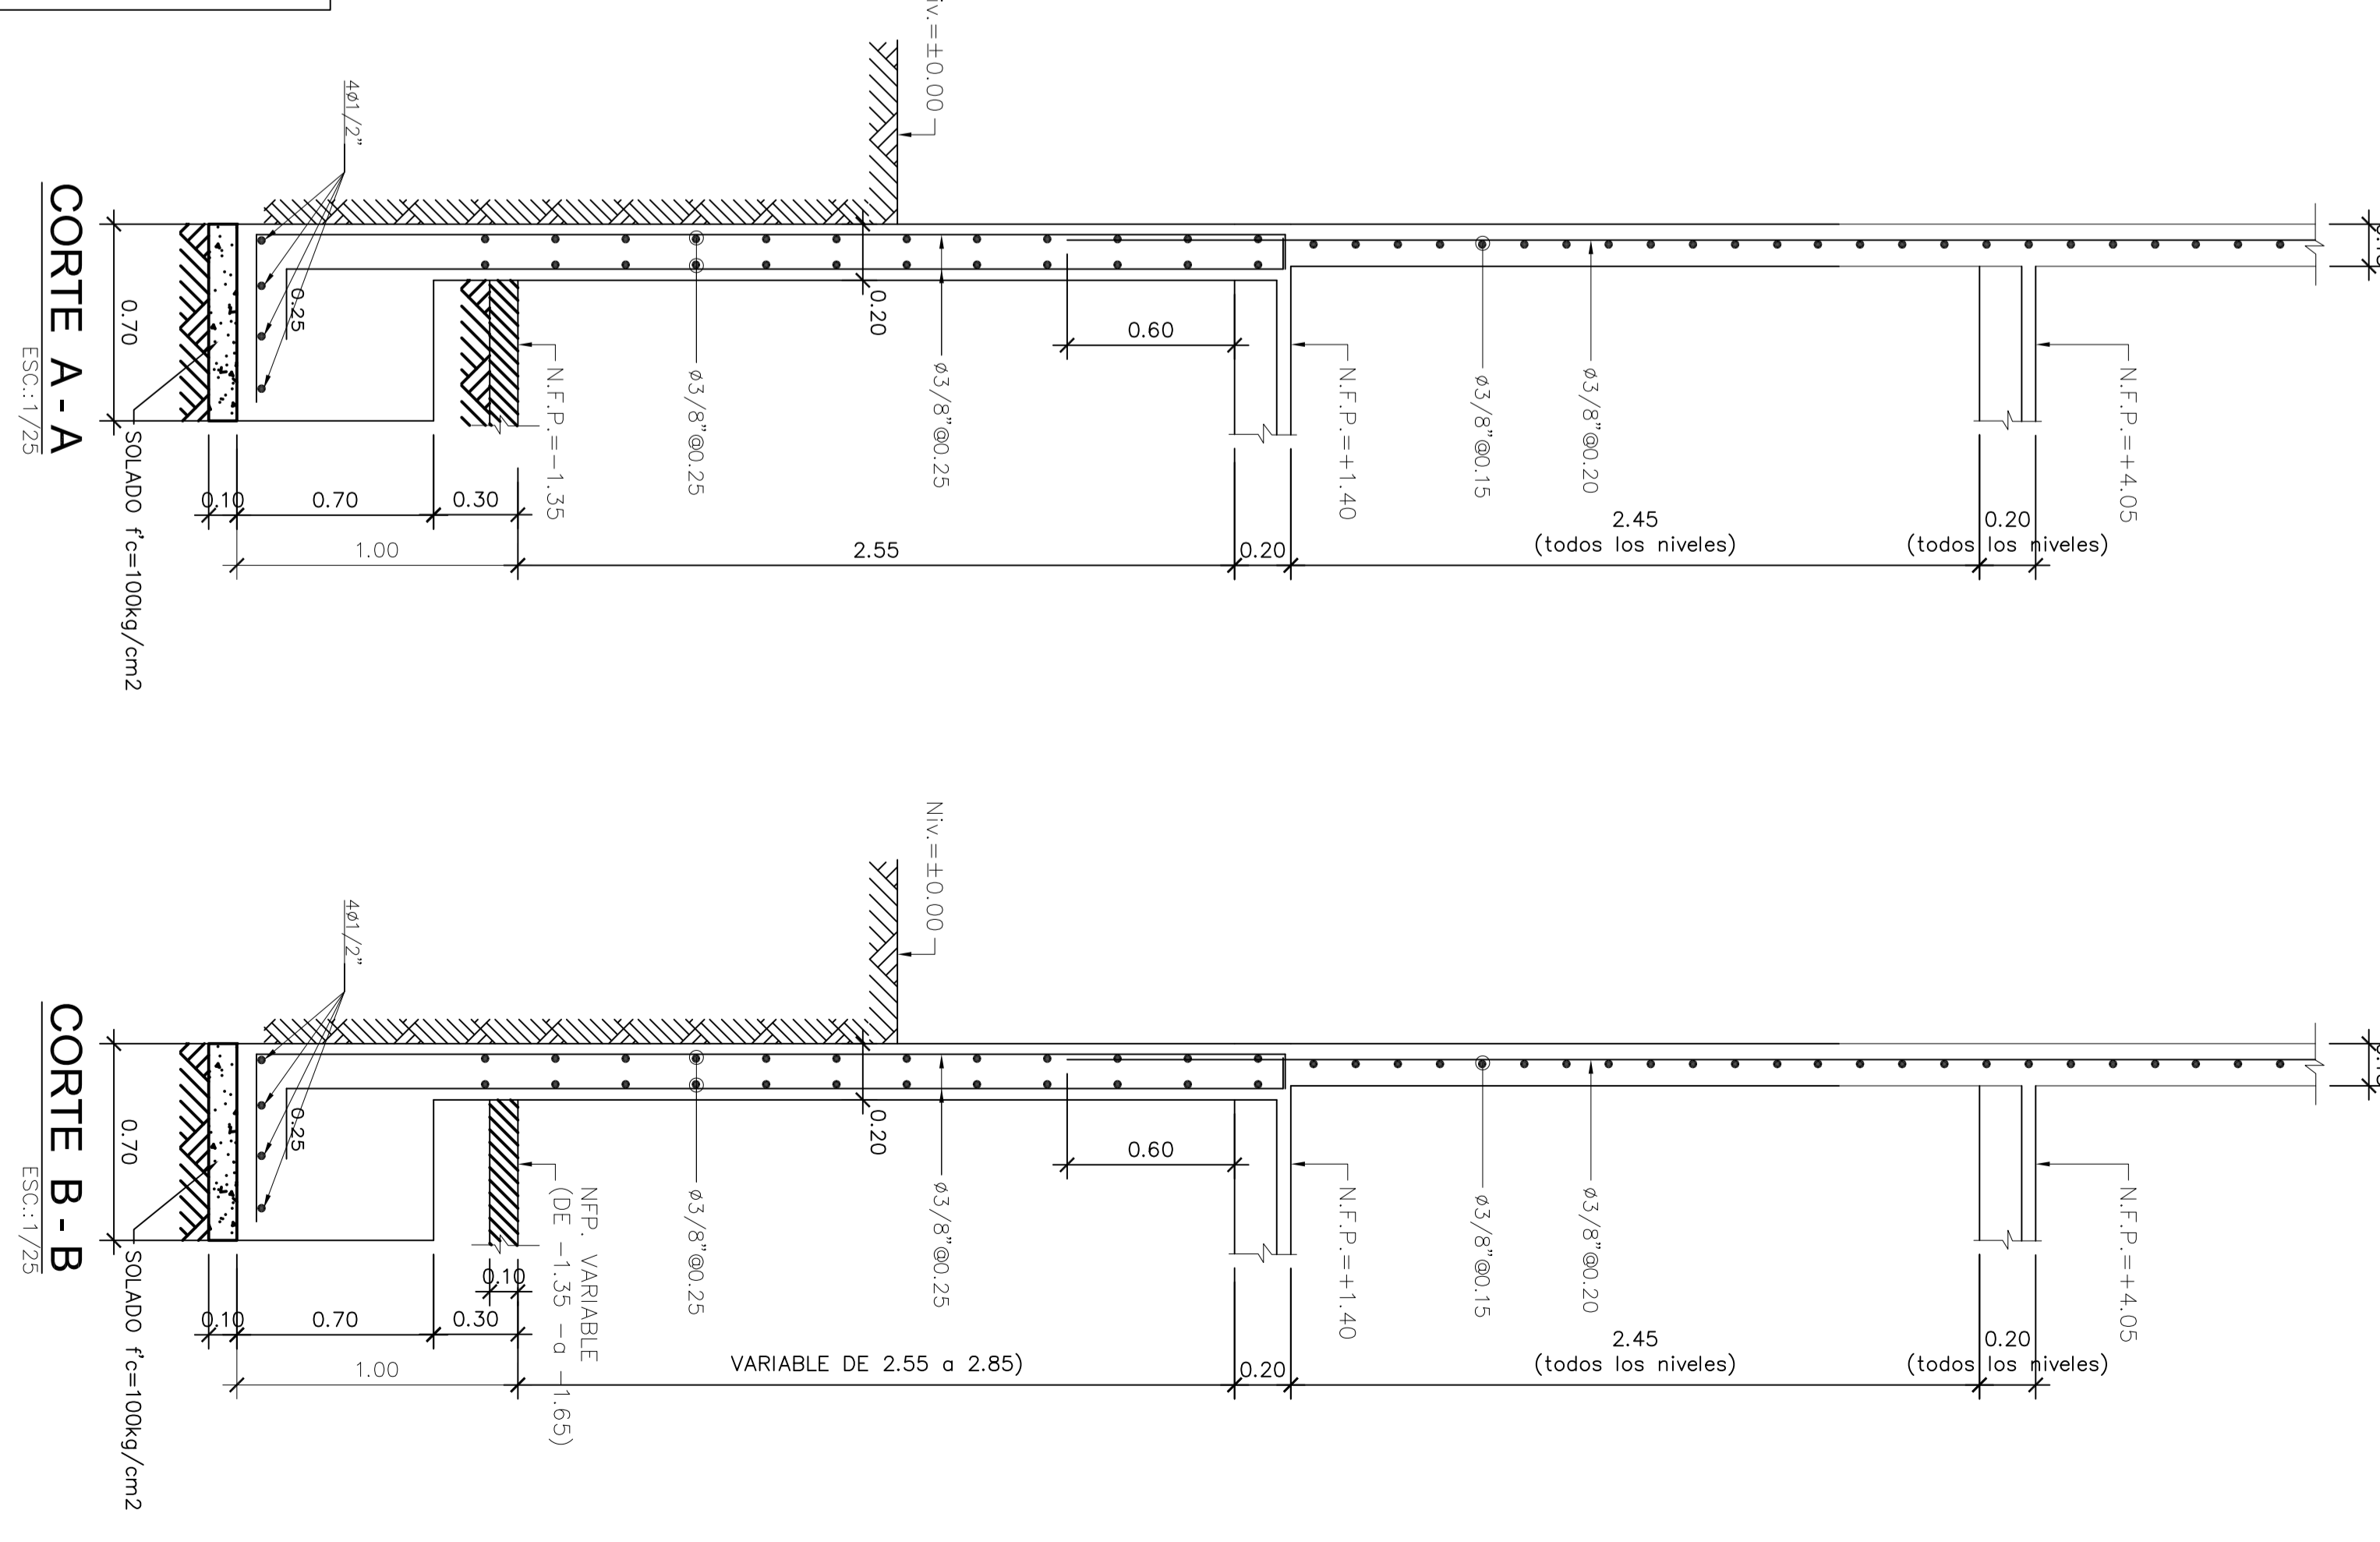 Niv.=±0.00
4ø1/2"
0.25
0.20
0.60
0.70
N.F.P.=-1.35
ø3/8"@0.25
ø3/8"@0.25
N.F.P.=+1.40
ø3/8"@0.15
ø3/8"@0.20
N.F.P.=+4.05
0.10
0.70
0.30
2.45
(todos los niveles)
0.20
(todos los niveles)
1.00
2.55
0.20
SOLADO f'c=100kg/cm2
CORTE A - A
ESC.: 1/25
Niv.=±0.00
4ø1/2"
0.25
0.20
0.60
0.70
NFP. VARIABLE
(DE -1.35 -a -1.65)
ø3/8"@0.25
ø3/8"@0.25
N.F.P.=+1.40
ø3/8"@0.15
ø3/8"@0.20
N.F.P.=+4.05
0.10
0.10
0.70
0.30
2.45
(todos los niveles)
0.20
(todos los niveles)
1.00
VARIABLE DE 2.55 a 2.85)
0.20
SOLADO f'c=100kg/cm2
CORTE B - B
ESC.: 1/25